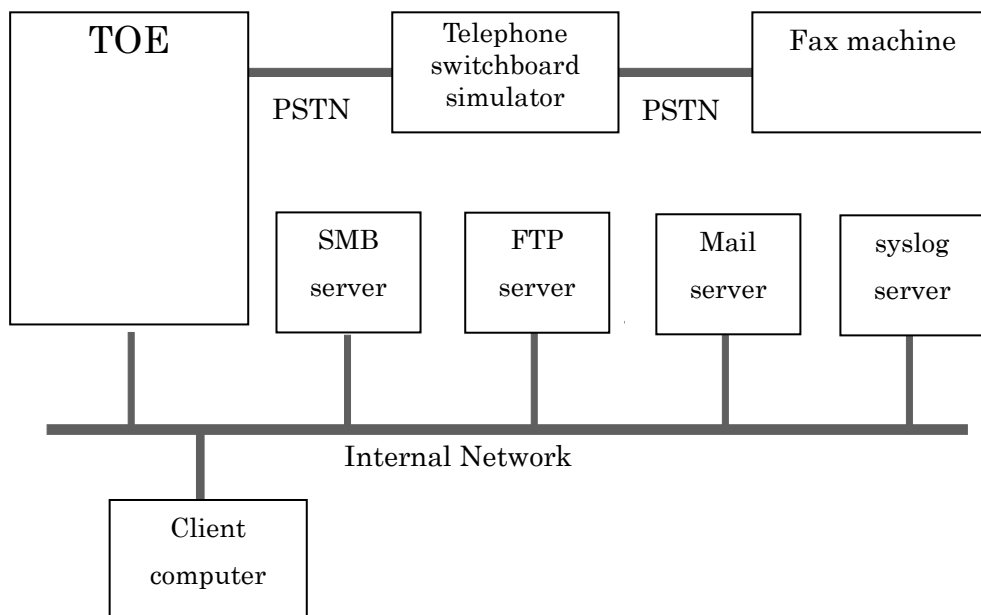 TOE
Telephone
switchboard
simulator
Fax machine
PSTN
PSTN
SMB
server
FTP
server
Mail
server
syslog
server
Internal Network
Client
computer